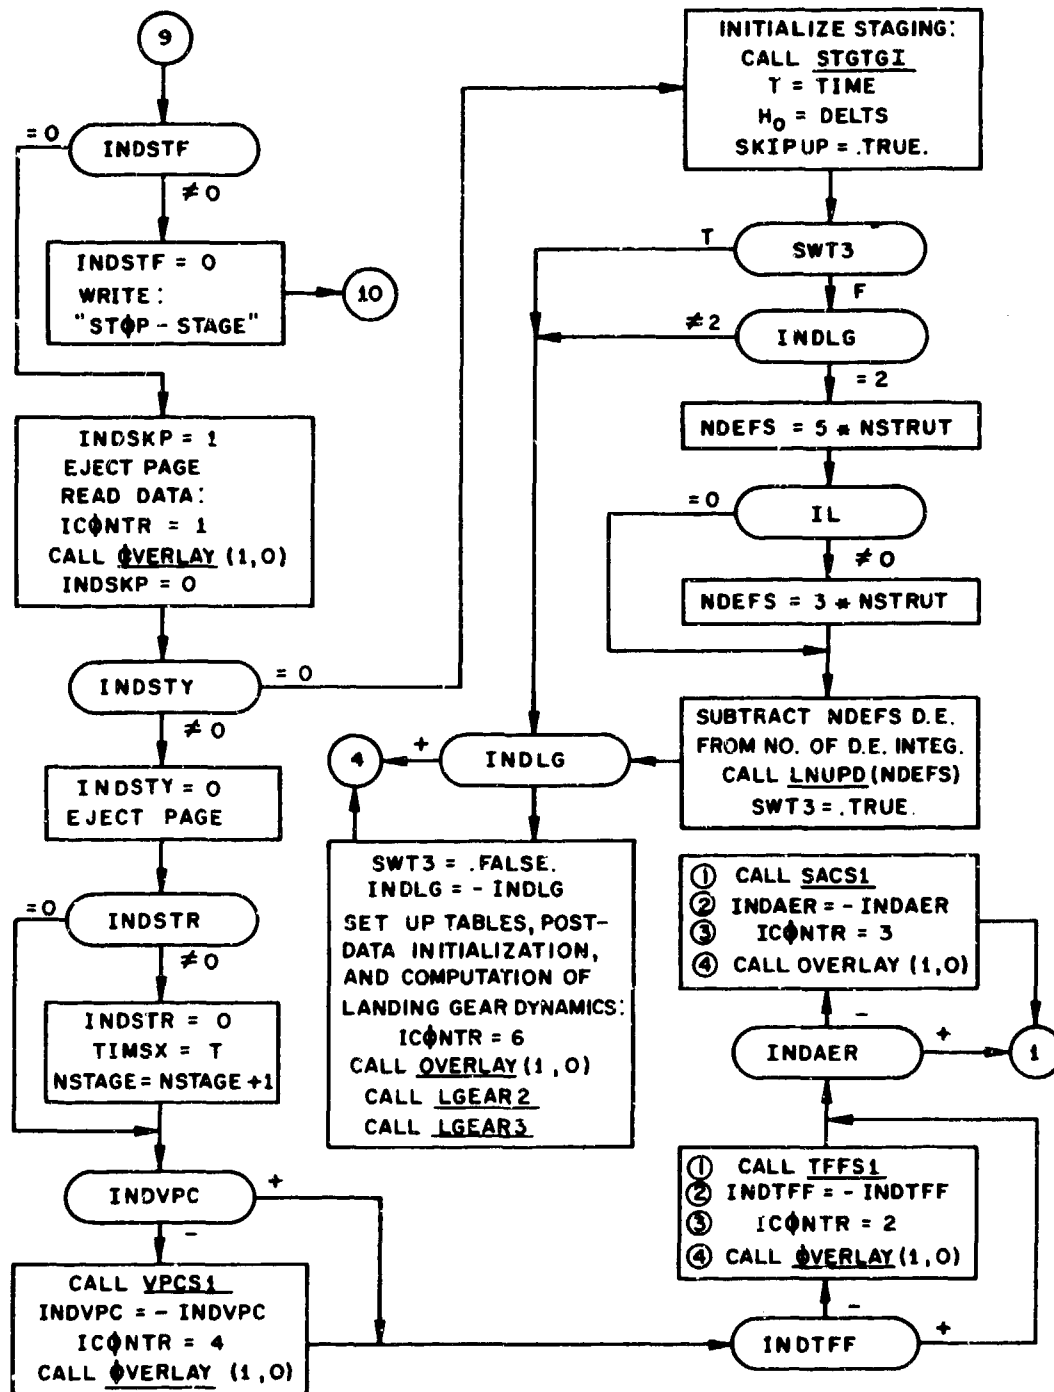 9
= 0
INDSTF
≠ 0
INDSTF = 0
WRITE:
"STϕP – STAGE"
10
INDSKP = 1
EJECT PAGE
READ DATA:
ICϕNTR = 1
CALL ϕVERLAY (1,0)
INDSKP = 0
INDSTY
= 0
≠ 0
INDSTY = 0
EJECT PAGE
=0
INDSTR
≠0
INDSTR = 0
TIMSX = T
NSTAGE = NSTAGE +1
INDVPC
+
–
CALL VPCS1
INDVPC = – INDVPC
ICϕNTR = 4
CALL ϕVERLAY (1,0)
INITIALIZE STAGING:
CALL STGTGI
T = TIME
H0 = DELTS
SKIPUP = .TRUE.
T
SWT3
F
≠2
INDLG
= 2
NDEFS = 5 * NSTRUT
=0
IL
≠ 0
NDEFS = 3 * NSTRUT
SUBTRACT NDEFS D.E.
FROM NO. OF D.E. INTEG.
CALL LNUPD (NDEFS)
SWT3 = .TRUE.
4
+
INDLG
SWT3 = .FALSE.
INDLG = – INDLG
SET UP TABLES, POST-
DATA INITIALIZATION,
AND COMPUTATION OF
LANDING GEAR DYNAMICS:
ICϕNTR = 6
CALL OVERLAY (1,0)
CALL LGEAR2
CALL LGEAR3
① CALL SACS1
② INDAER = – INDAER
③ ICϕNTR = 3
④ CALL OVERLAY (1,0)
–
INDAER
+
1
① CALL TFFS1
② INDTFF = – INDTFF
③ ICϕNTR = 2
④ CALL ϕVERLAY (1,0)
–
INDTFF
+